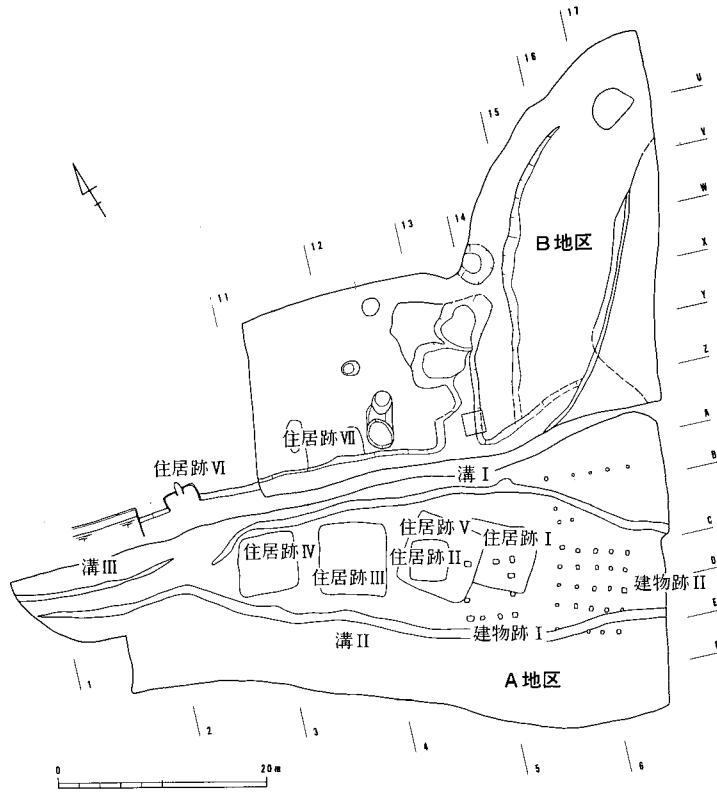 17
16
15
14
13
12
11
U
V
W
X
Y
Z
A
B
C
D
E
F
B地区
住居跡Ⅶ
住居跡Ⅵ
溝Ⅰ
住居跡Ⅴ
住居跡Ⅰ
住居跡Ⅳ
住居跡Ⅱ
住居跡Ⅲ
溝Ⅲ
建物跡Ⅱ
建物跡Ⅰ
溝Ⅱ
A地区
1
2
3
4
5
6
0 20m